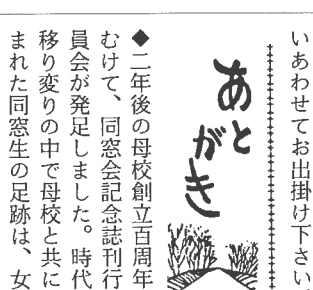 いあわせてお出掛け下さい。
あとがき
◆二年後の母校創立百周年
むけて、同窓会記念誌刊行
員会が発足しました。時代
移り変りの中で母校と共に
まれた同窓生の足跡は、女